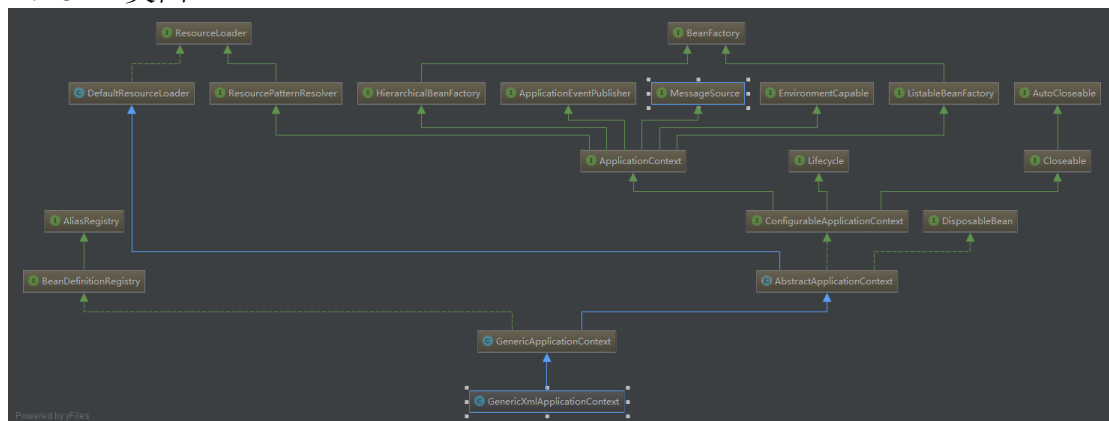 ResourceLoader
BeanFactory
DefaultResourceLoader
ResourcePatternResolver
HierarchicalBeanFactory
ApplicationEventPublisher
MessageSource
EnvironmentCapable
ListableBeanFactory
AutoCloseable
ApplicationContext
Lifecycle
Closeable
AliasRegistry
ConfigurableApplicationContext
DisposableBean
BeanDefinitionRegistry
AbstractApplicationContext
GenericApplicationContext
GenericXmlApplicationContext
Powered by yFiles